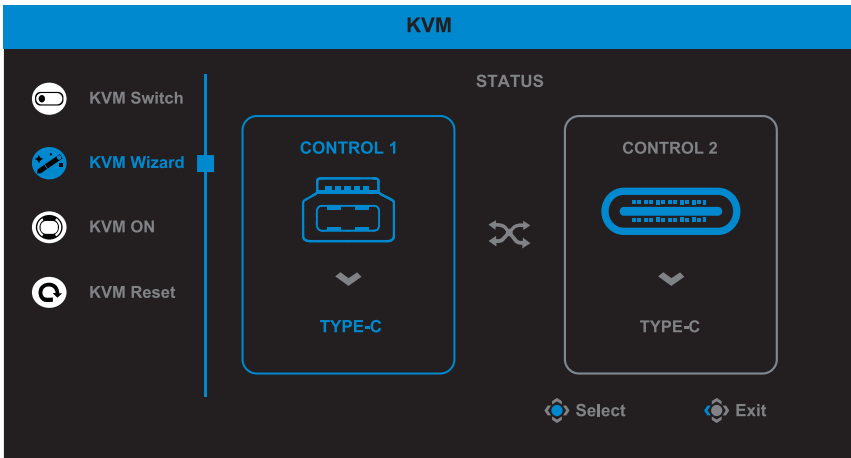 KVM
KVM Switch
KVM Wizard
KVM ON
KVM Reset
STATUS
CONTROL 1
TYPE-C
CONTROL 2
TYPE-C
Select
Exit